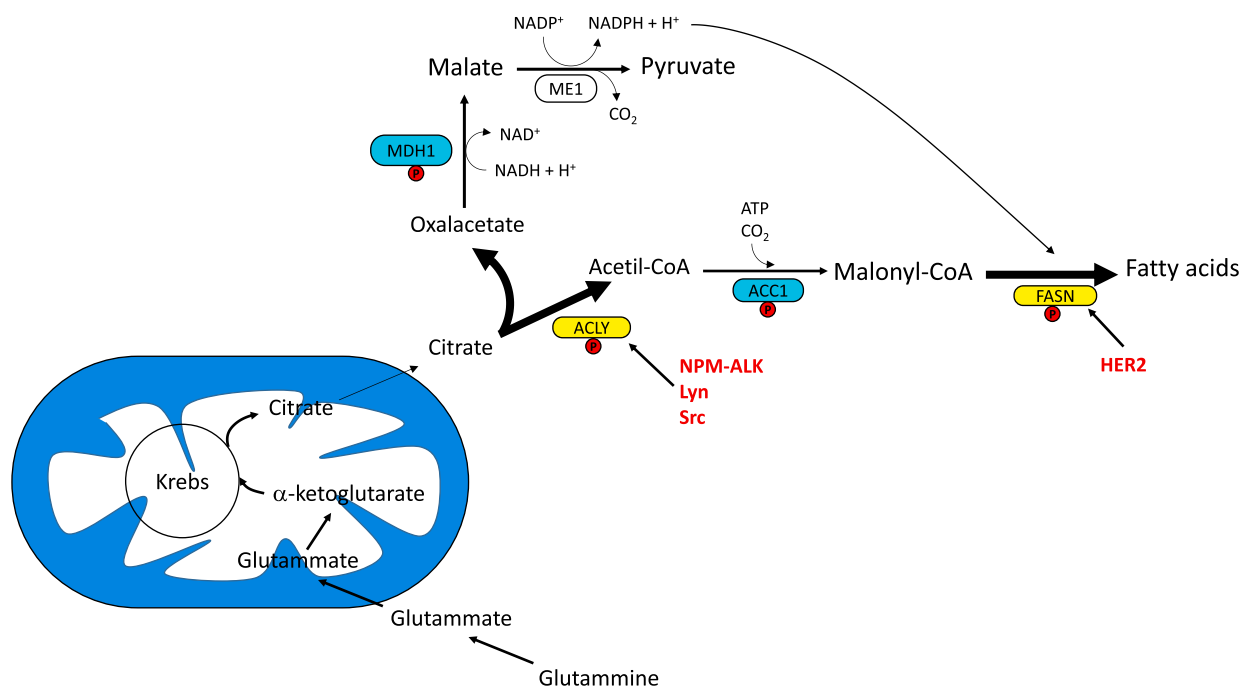 NADP⁺
NADPH + H⁺
Malate
Pyruvate
ME1
CO₂
MDH1
P
NAD⁺
NADH + H⁺
Oxalacetate
ATP
CO₂
Acetil-CoA
Malonyl-CoA
Fatty acids
ACC1
P
FASN
P
ACLY
P
Citrate
NPM-ALK
Lyn
Src
HER2
Citrate
Krebs
α-ketoglutarate
Glutammate
Glutammate
Glutammine